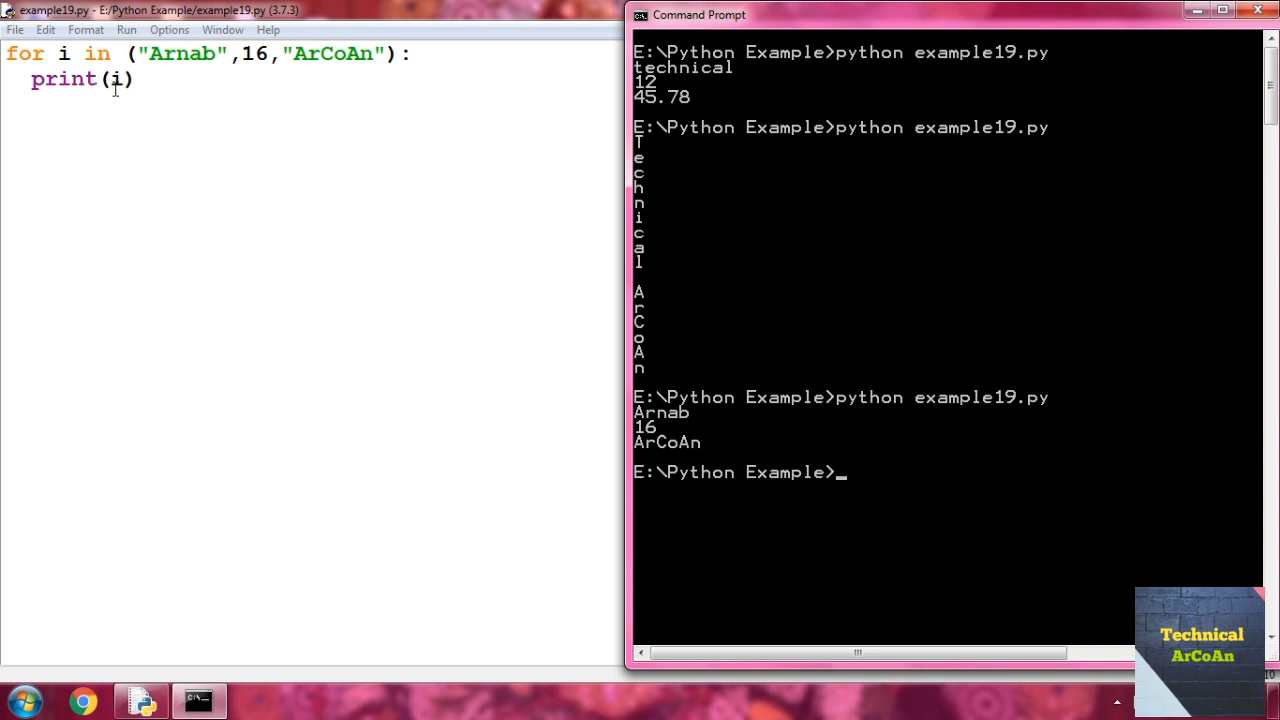 example19.py - E:/Python Example/example19.py (3.7.3)
File Edit Format Run Options Window Help
for i in ("Arnab",16,"ArCoAn"):
print(i)
Command Prompt
E:\Python Example>python example19.py
technical
12
45.78
E:\Python Example>python example19.py
T
e
c
h
n
i
c
a
l
A
r
C
o
A
n
E:\Python Example>python example19.py
Arnab
16
ArCoAn
E:\Python Example>_
Technical
ArCoAn
10